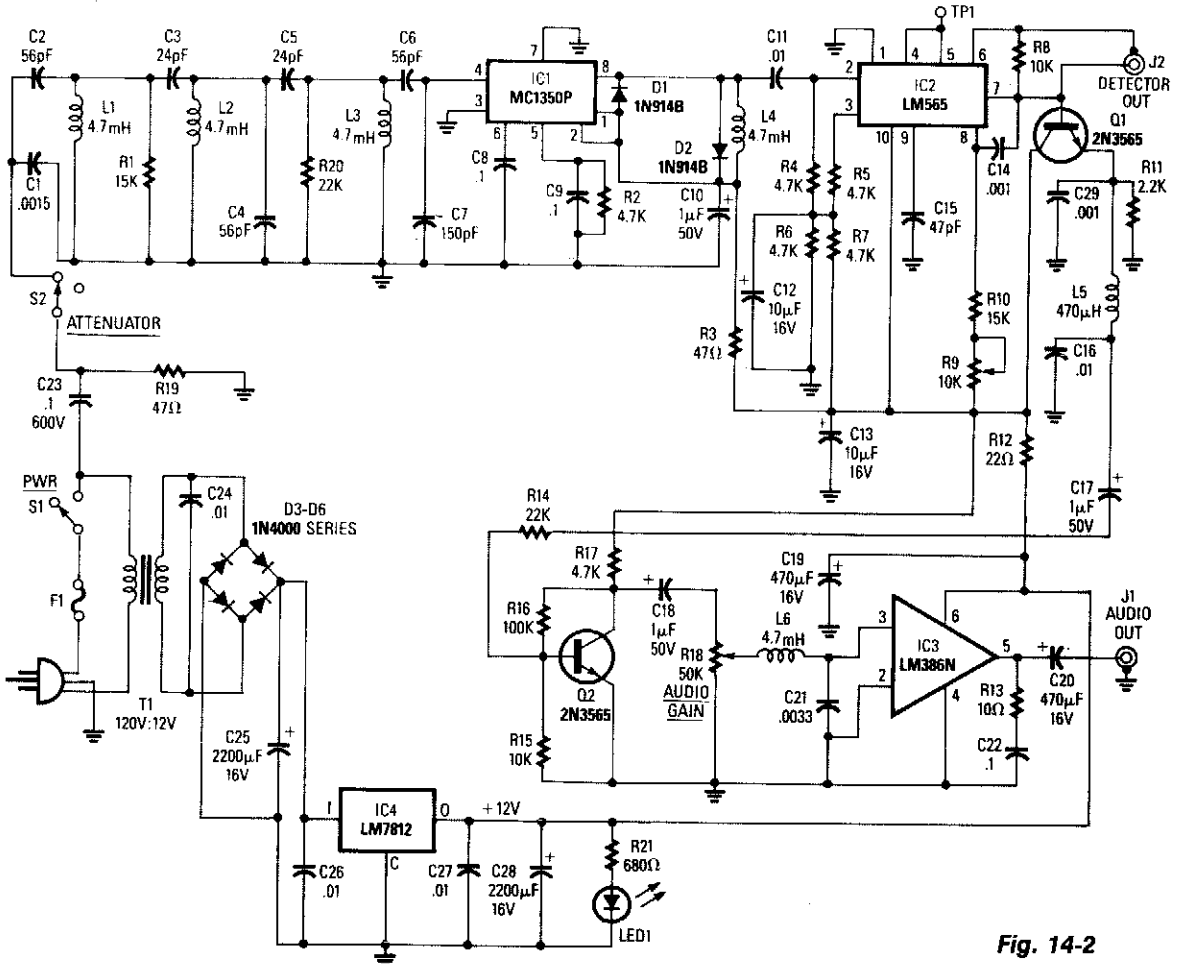 C2
56pF
C3
24pF
C5
24pF
C6
56pF
L1
4.7mH
R1
15K
L2
4.7mH
C4
56pF
R20
22K
L3
4.7mH
C7
150pF
C1
.0015
7
4
3
8
1
6
5
2
IC1
MC1350P
C8
.1
C9
.1
R2
4.7K
D1
1N914B
D2
1N914B
C10
1µF
50V
L4
4.7mH
C11
.01
R4
4.7K
R5
4.7K
R6
4.7K
R7
4.7K
C12
10µF
16V
R3
47Ω
C13
10µF
16V
TP1
1
4
5
6
2
3
7
10
9
8
IC2
LM565
R8
10K
J2
DETECTOR
OUT
Q1
2N3565
C14
.001
C15
47pF
C29
.001
R11
2.2K
R10
15K
R9
10K
L5
470µH
C16
.01
R12
22Ω
C17
1µF
50V
S2
ATTENUATOR
C23
.1
600V
R19
47Ω
PWR
S1
F1
T1
120V:12V
C24
.01
D3-D6
1N4000 SERIES
C25
2200µF
16V
R14
22K
R17
4.7K
R16
100K
R15
10K
Q2
2N3565
C18
1µF
50V
R18
50K
AUDIO
GAIN
L6
4.7mH
C19
470µF
16V
C21
.0033
3
2
6
5
4
IC3
LM386N
R13
10Ω
C22
.1
C20
470µF
16V
J1
AUDIO
OUT
I
IC4
LM7812
O
C
+12V
C26
.01
C27
.01
C28
2200µF
16V
R21
680Ω
LED1
Fig. 14-2